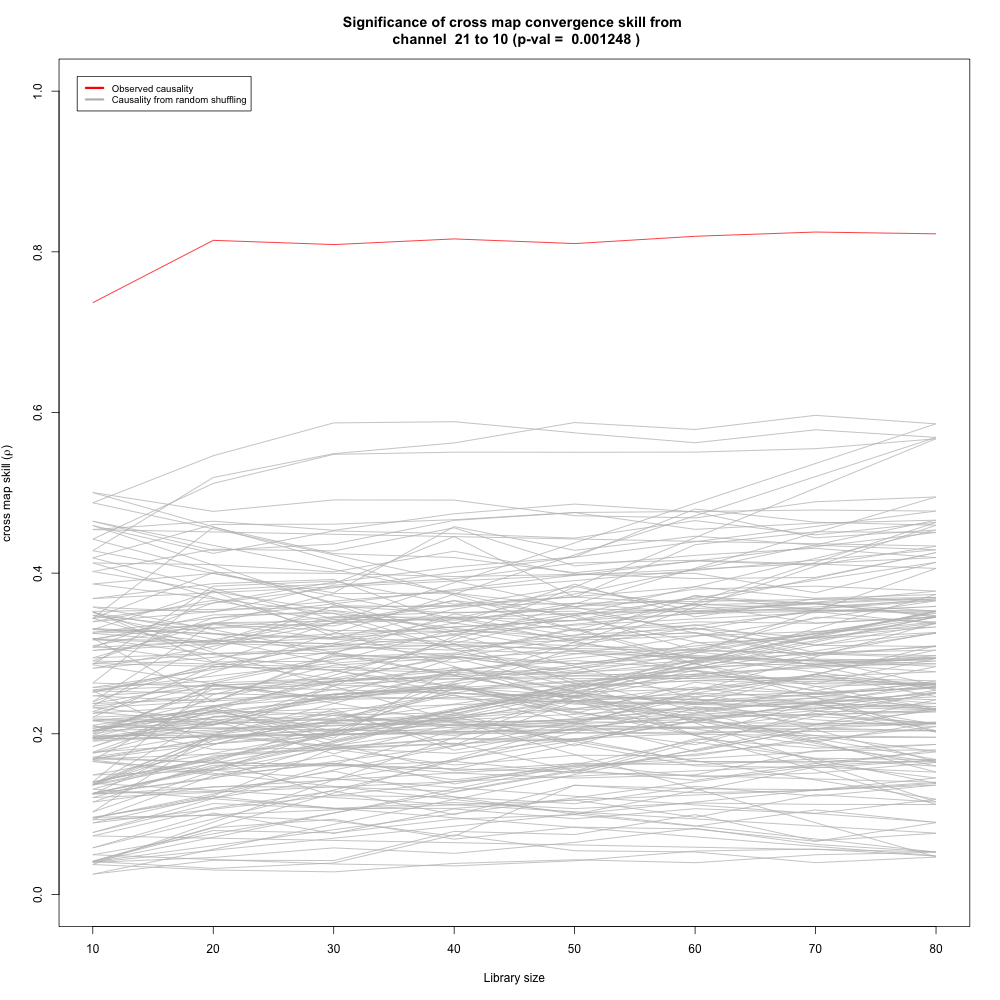 Significance of cross map convergence skill from
channel  21 to 10 (p-val =  0.001248 )
Observed causality
Causality from random shuffling
1.0
0.8
0.6
0.4
0.2
0.0
cross map skill (ρ)
10 20 30 40 50 60 70 80
Library size